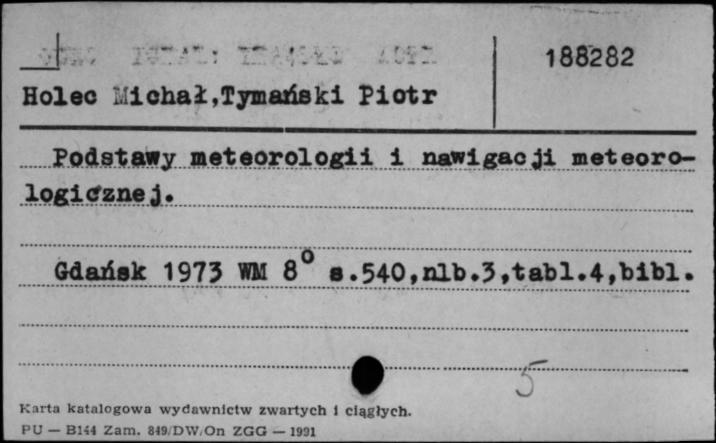 188282
Holec Michał,Tymański Piotr
Podstawy meteorologii i nawigacji meteoro-
logicznej.
Gdańsk 1973 WM 8° s.540,nlb.3,tabl.4,bibl.
5
Karta katalogowa wydawnictw zwartych i ciągłych.
PU — B144 Zam. 849/DW/On ZGG — 1991